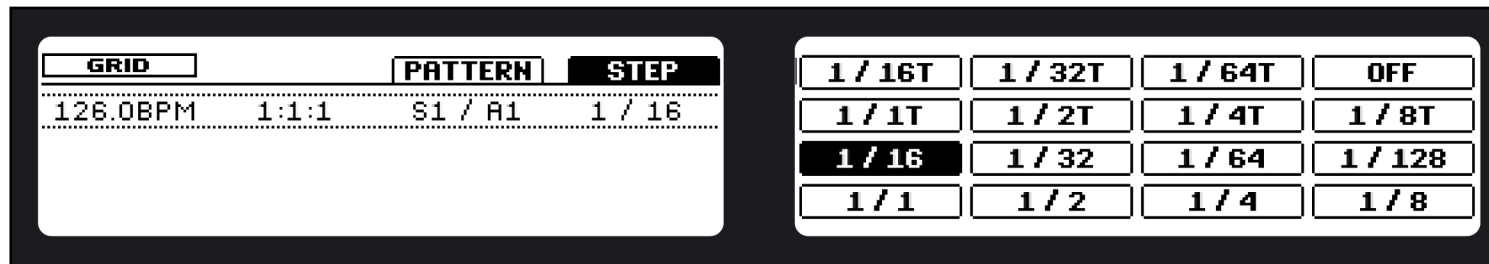 GRID PATTERN STEP
126.0BPM 1:1:1 S1 / A1 1 / 16
1 / 16T 1 / 32T 1 / 64T OFF
1 / 1T 1 / 2T 1 / 4T 1 / 8T
1 / 16 1 / 32 1 / 64 1 / 128
1 / 1 1 / 2 1 / 4 1 / 8